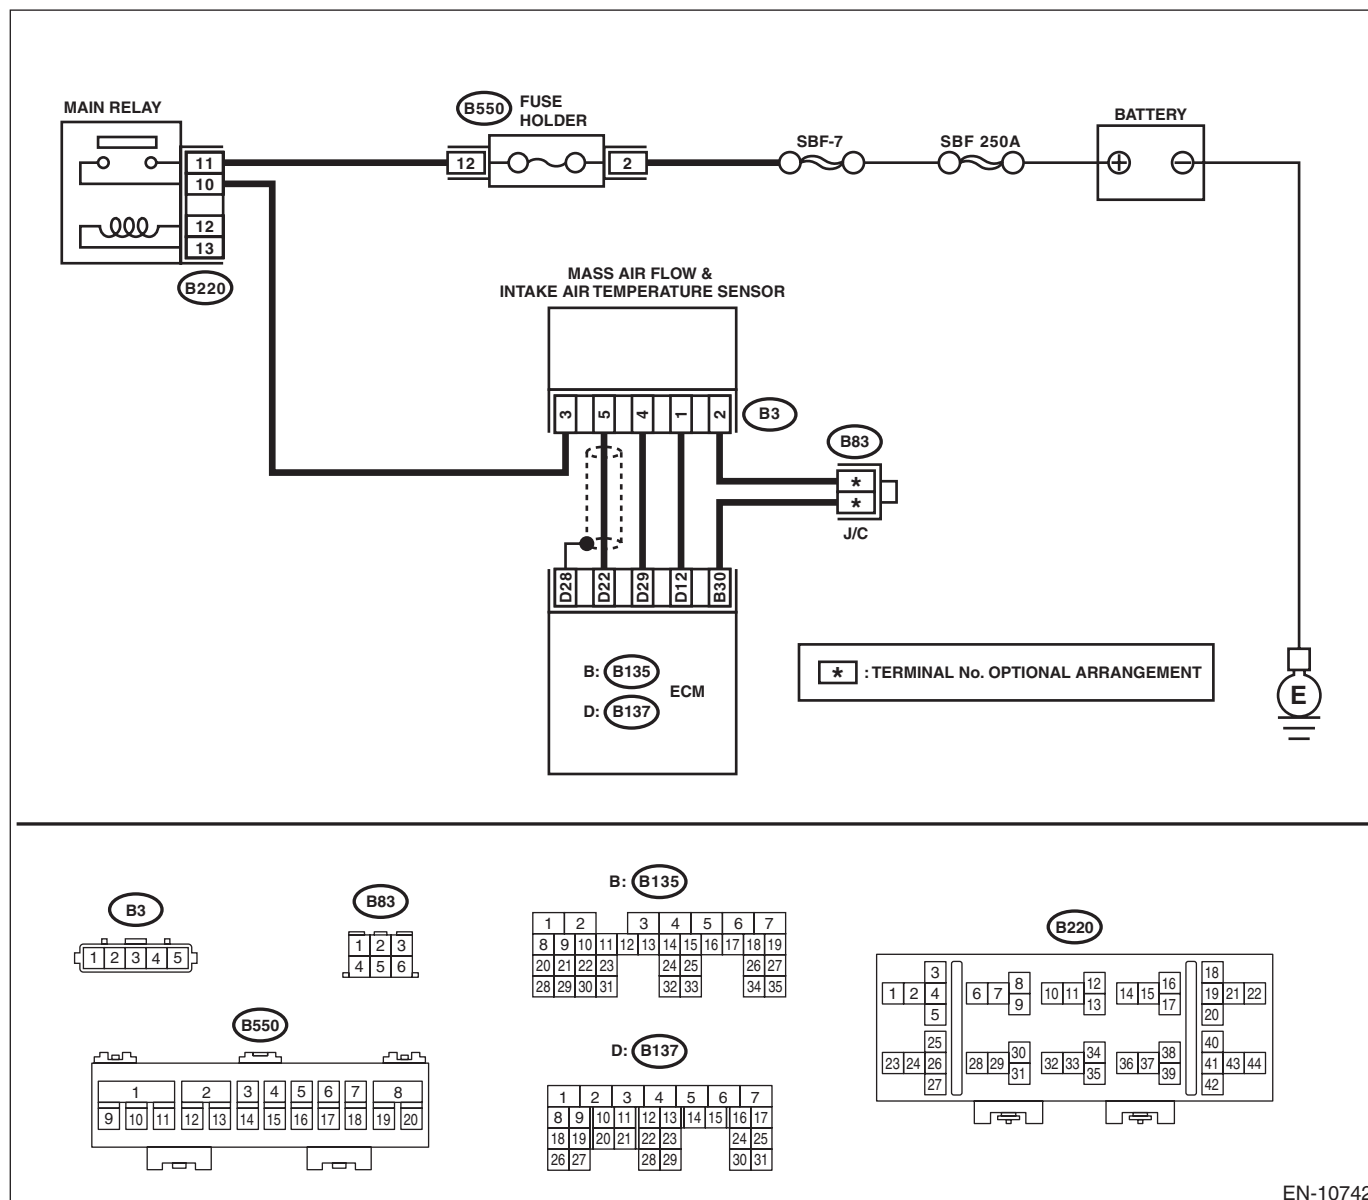 MAIN RELAY
B550
FUSE
HOLDER
SBF-7
SBF 250A
BATTERY
11
10
12
13
12
2
B220
MASS AIR FLOW &
INTAKE AIR TEMPERATURE SENSOR
3 5 4 1 2
B3
B83
*
*
J/C
D28 D22 D29 D12 B30
B: B135
ECM
D: B137
* : TERMINAL No. OPTIONAL ARRANGEMENT
E
B3
1 2 3 4 5
B83
1 2 3
4 5 6
B: B135
1 2 3 4 5 6 7
8 9 10 11 12 13 14 15 16 17 18 19
20 21 22 23 24 25 26 27
28 29 30 31 32 33 34 35
B220
3 8 12 16 18
1 2 4 6 7 10 11 14 15 19 21 22
5 9 13 17 20
25 30 34 38 40
23 24 26 28 29 32 33 36 37 41 43 44
27 31 35 39 42
B550
1 2 3 4 5 6 7 8
9 10 11 12 13 14 15 16 17 18 19 20
D: B137
1 2 3 4 5 6 7
8 9 10 11 12 13 14 15 16 17
18 19 20 21 22 23 24 25
26 27 28 29 30 31
EN-10742